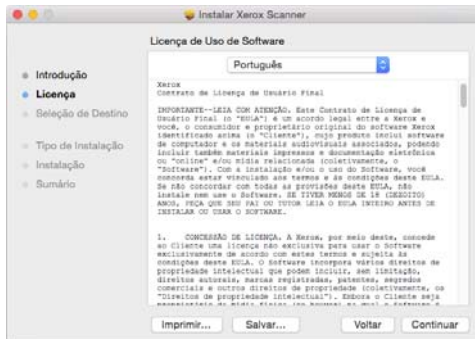 Instalar Xerox Scanner
Licença de Uso de Software
Introdução
Licença
Seleção de Destino
Tipo de Instalação
Instalação
Sumário
Português
Xerox
Contrato de Licença de Usuário Final
IMPORTANTE--LEIA COM ATENÇÃO. Este Contrato de Licença de
Usuário Final (o "EULA") é um acordo legal entre a Xerox e
você, o consumidor e proprietário original do software Xerox
identificado acima (o "Cliente"), cujo produto inclui software
de computador e os materiais audiovisuais associados, podendo
incluir também materiais impressos e documentação eletrônica
ou "online" e/ou mídia relacionada (coletivamente, o
"Software"). Com a instalação e/ou o uso do Software, você
concorda estar vinculado aos termos e às condições deste EULA.
Se não concordar com todas as provisões deste EULA, não
instale nem use o Software. SE TIVER MENOS DE 18 (DEZOITO)
ANOS, PEÇA QUE SEU PAI OU TUTOR LEIA O EULA INTEIRO ANTES DE
INSTALAR OU USAR O SOFTWARE.
1. CONCESSÃO DE LICENÇA. A Xerox, por meio deste, concede
ao Cliente uma licença não exclusiva para usar o Software
exclusivamente de acordo com estes termos e sujeita às
condições deste EULA. O Software incorpora vários direitos de
propriedade intelectual que podem incluir, sem limitação,
direitos autorais, marcas registradas, patentes, segredos
comerciais e outros direitos de propriedade (coletivamente, os
"Direitos de propriedade intelectual"). Embora o Cliente seja
Imprimir...
Salvar...
Voltar
Continuar